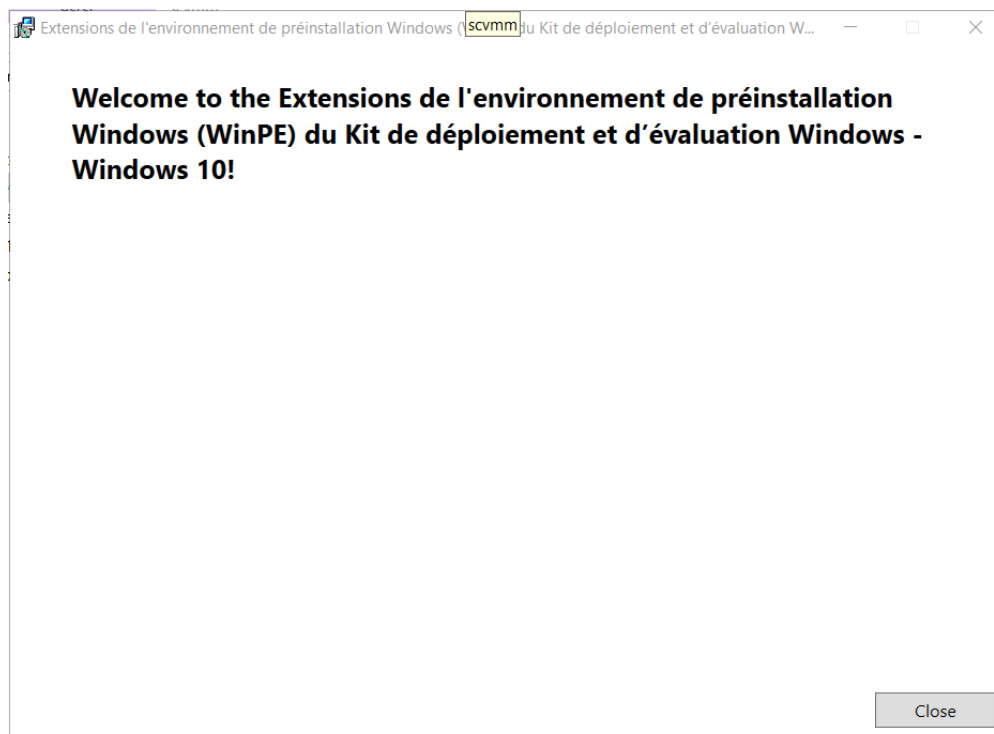 Extensions de l'environnement de préinstallation Windows ( scvmm du Kit de déploiement et d'évaluation W...
Welcome to the Extensions de l'environnement de préinstallation
Windows (WinPE) du Kit de déploiement et d′évaluation Windows -
Windows 10!
Close